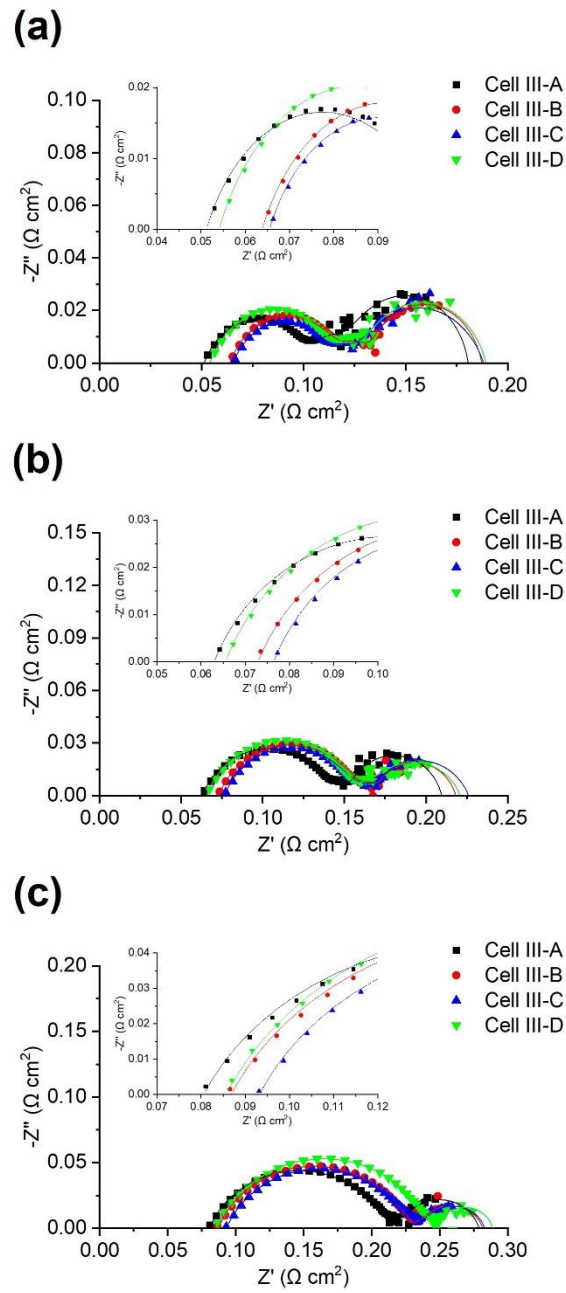 (a)
0.10
0.08
0.06
0.04
0.02
0.00
-Z" (Ω cm²)
0.00 0.05 0.10 0.15 0.20
Z' (Ω cm²)
0.02
0.01
0.00
-Z" (Ω cm²)
0.04 0.05 0.06 0.07 0.08 0.09
Z' (Ω cm²)
Cell III-A
Cell III-B
Cell III-C
Cell III-D
(b)
0.15
0.12
0.09
0.06
0.03
0.00
-Z" (Ω cm²)
0.00 0.05 0.10 0.15 0.20 0.25
Z' (Ω cm²)
0.03
0.02
0.01
0.00
-Z" (Ω cm²)
0.05 0.06 0.07 0.08 0.09 0.10
Z' (Ω cm²)
Cell III-A
Cell III-B
Cell III-C
Cell III-D
(c)
0.20
0.15
0.10
0.05
0.00
-Z" (Ω cm²)
0.00 0.05 0.10 0.15 0.20 0.25 0.30
Z' (Ω cm²)
0.04
0.03
0.02
0.01
0.00
-Z" (Ω cm²)
0.07 0.08 0.09 0.10 0.11 0.12
Z' (Ω cm²)
Cell III-A
Cell III-B
Cell III-C
Cell III-D